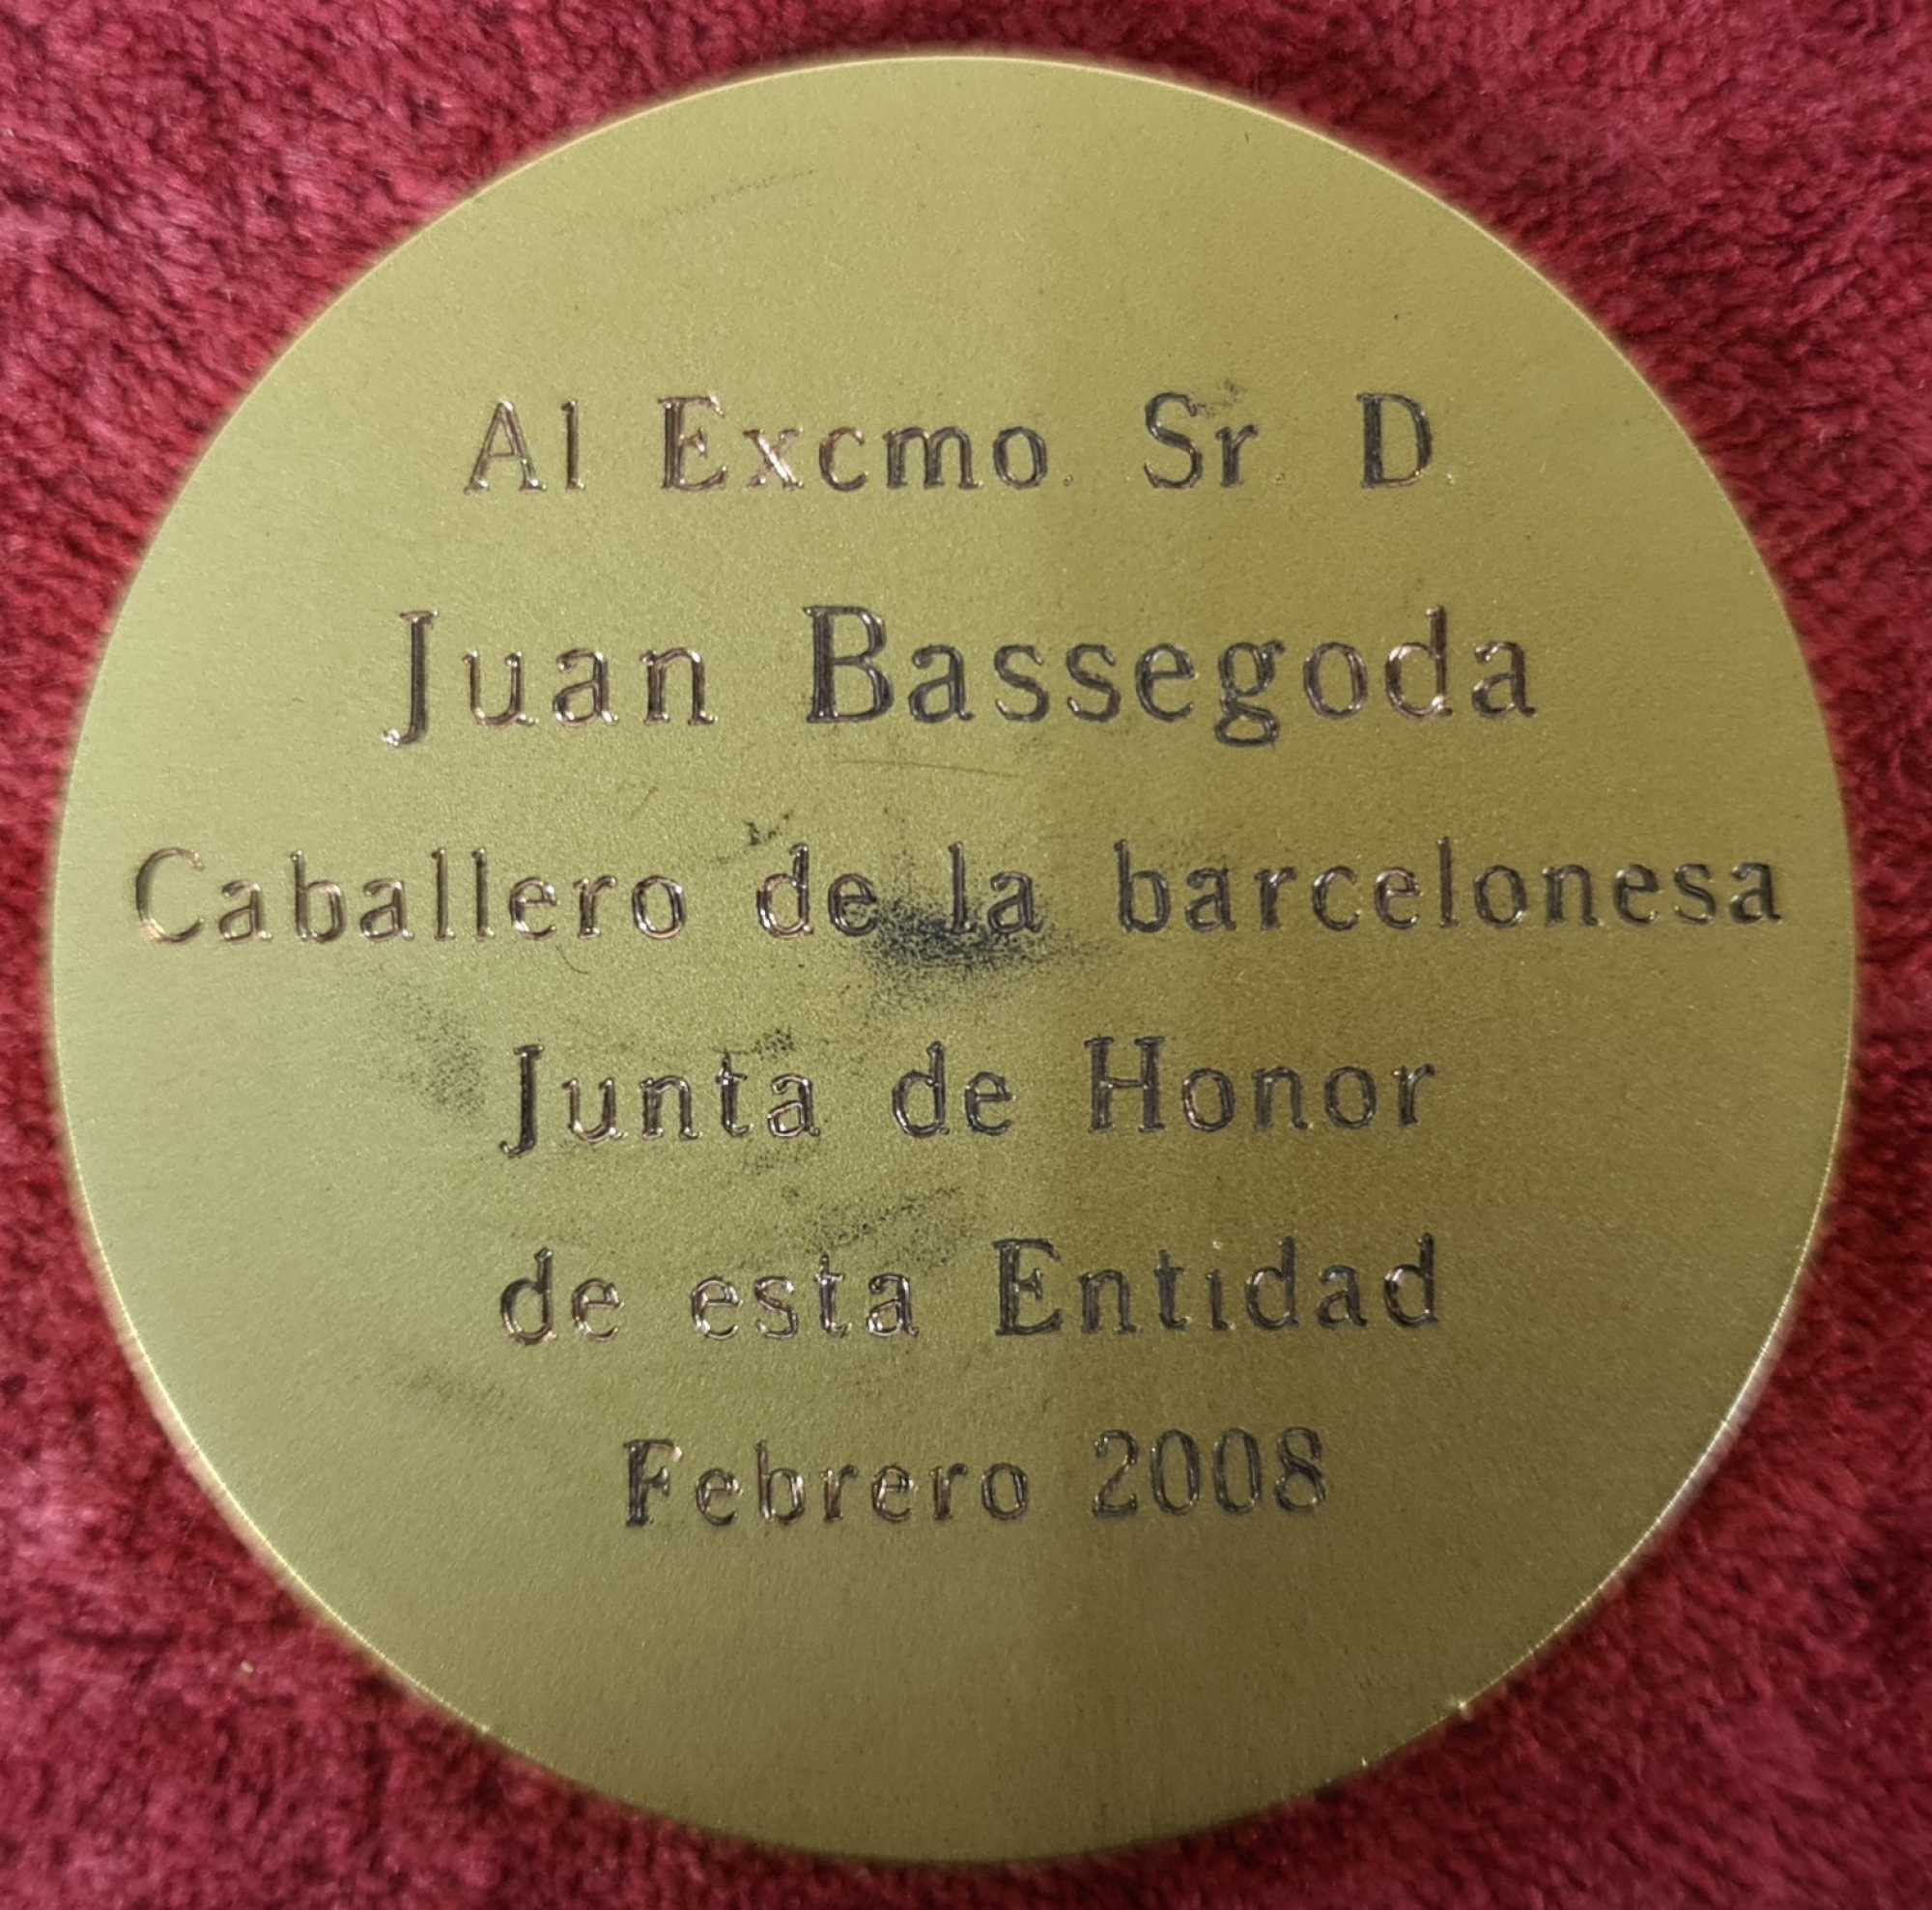 Al Excmo. Sr. D.
Juan Bassegoda
Caballero de la barcelonesa
Junta de Honor
de esta Entidad
Febrero 2008